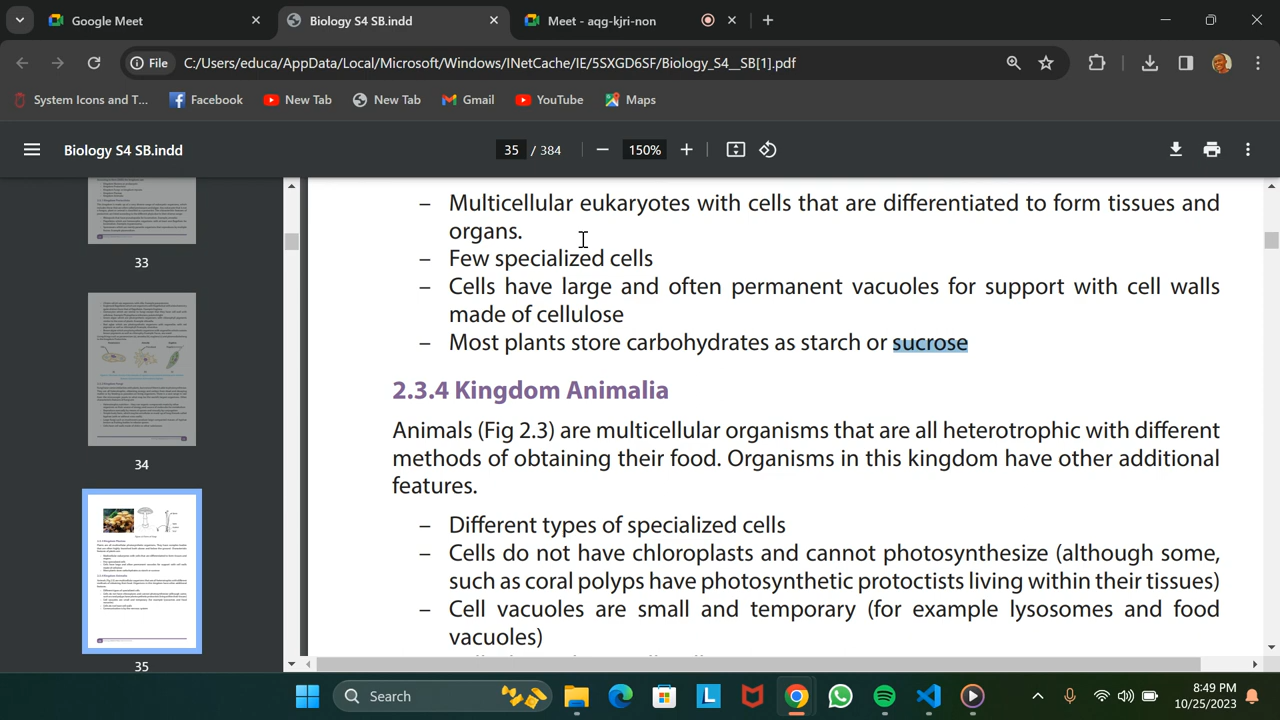 Google Meet
Biology S4 SB.indd
Meet - aqg-kjri-non
File
C:/Users/educa/AppData/Local/Microsoft/Windows/INetCache/IE/5SXGD6SF/Biology_S4__SB[1].pdf
System Icons and T...
Facebook
New Tab
New Tab
Gmail
YouTube
Maps
Biology S4 SB.indd
35 / 384
150%
33
34
35
– Multicellular eukaryotes with cells that are differentiated to form tissues and
organs.
– Few specialized cells
– Cells have large and often permanent vacuoles for support with cell walls
made of cellulose
– Most plants store carbohydrates as starch or sucrose
2.3.4 Kingdom Animalia
Animals (Fig 2.3) are multicellular organisms that are all heterotrophic with different
methods of obtaining their food. Organisms in this kingdom have other additional
features.
– Different types of specialized cells
– Cells do not have chloroplasts and cannot photosynthesize (although some,
such as coral polyps have photosynthetic protoctists living within their tissues)
– Cell vacuoles are small and temporary (for example lysosomes and food
vacuoles)
Search
8:49 PM
10/25/2023